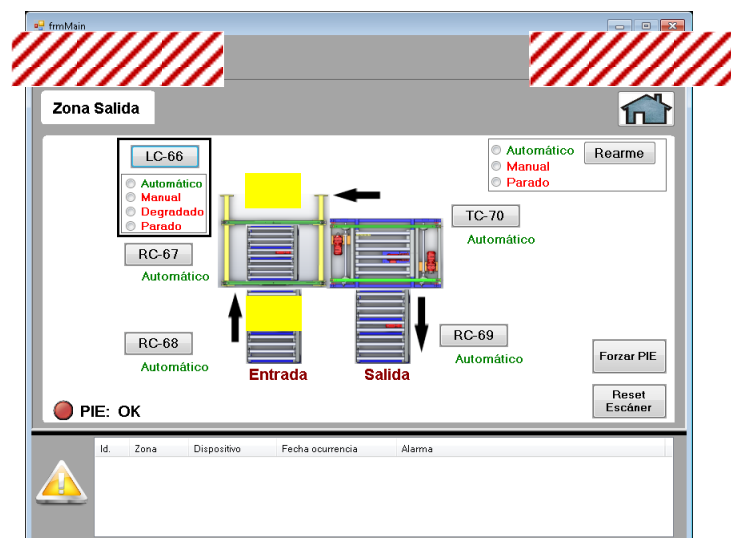 frmMain
Zona Salida
LC-66
Automático
Manual
Degradado
Parado
Automático
Manual
Parado
Rearme
TC-70
Automático
RC-67
Automático
RC-68
Automático
RC-69
Automático
Entrada
Salida
Forzar PIE
Reset
Escáner
PIE: OK
Id. Zona Dispositivo Fecha ocurrencia Alarma